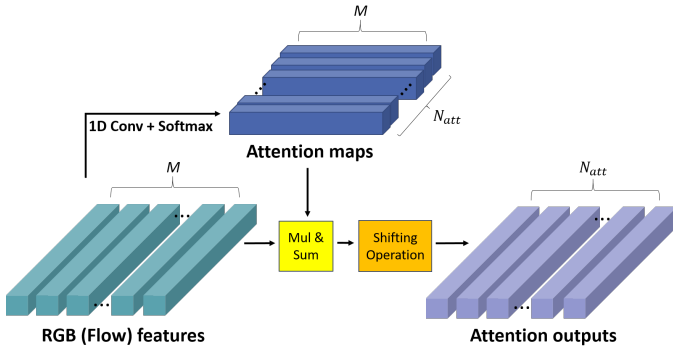 M
N_att
1D Conv + Softmax
Attention maps
M
N_att
Mul &
Sum
Shifting
Operation
RGB (Flow) features
Attention outputs